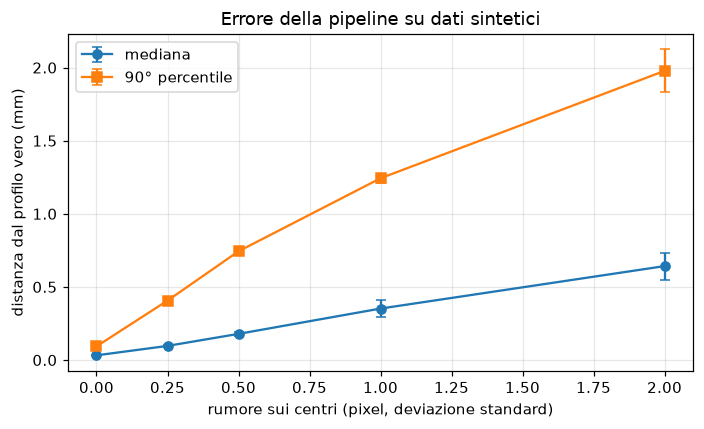 Errore della pipeline su dati sintetici
mediana
90° percentile
distanza dal profilo vero (mm)
2.0
1.5
1.0
0.5
0.0
0.00 0.25 0.50 0.75 1.00 1.25 1.50 1.75 2.00
rumore sui centri (pixel, deviazione standard)